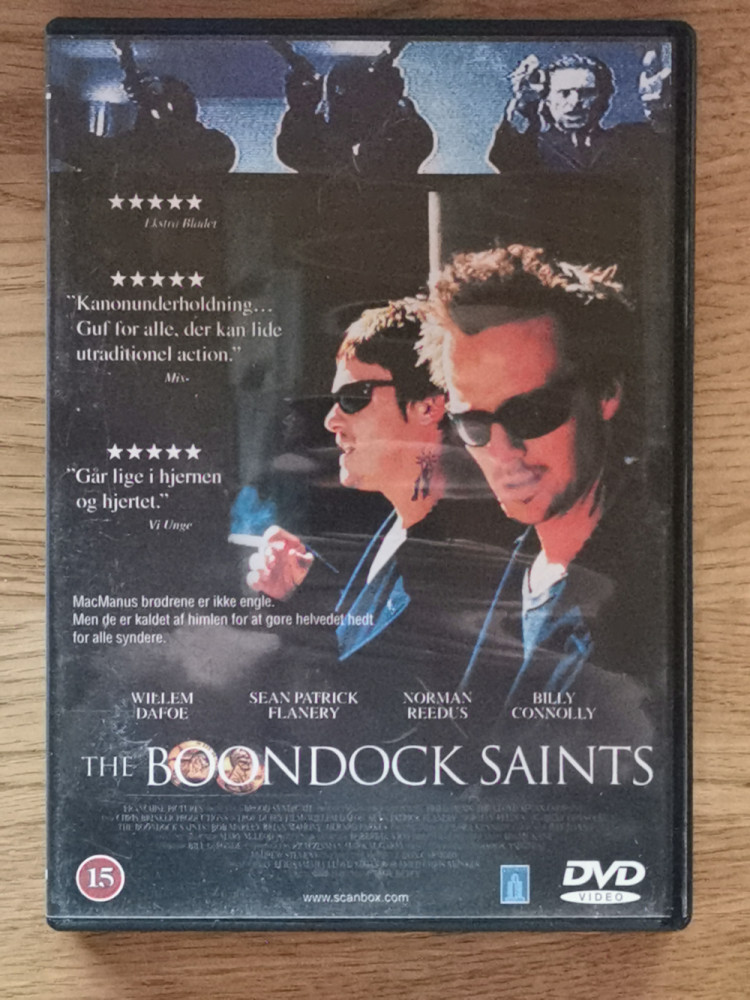 ★★★★★
Ekstra Bladet
★★★★★
"Kanonunderholdning...
Guf for alle, der kan lide
utraditionel action."
Mix-
★★★★★
"Går lige i hjernen
og hjertet."
Vi Unge
MacManus brødrene er ikke engle.
Men de er kaldet af himlen for at gøre helvedet hedt
for alle syndere.
WILLEM DAFOE
SEAN PATRICK FLANERY
NORMAN REEDUS
BILLY CONNOLLY
THE BOONDOCK SAINTS
15
www.scanbox.com
DVD
VIDEO